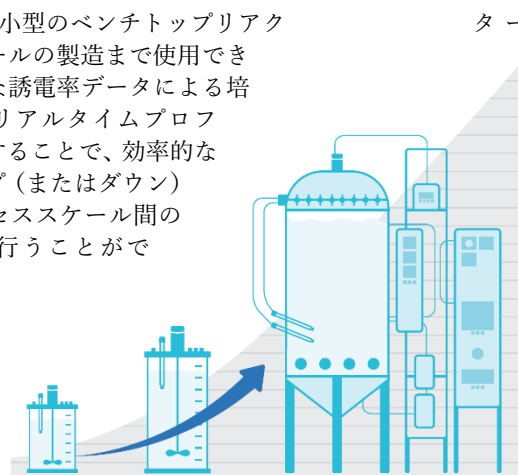 小型のベンチトップリアクター
ールの製造まで使用でき
な誘電率データによる培
リアルタイムプロフ
することで、効率的な
プ（またはダウン）
セススケール間の
行うことがで